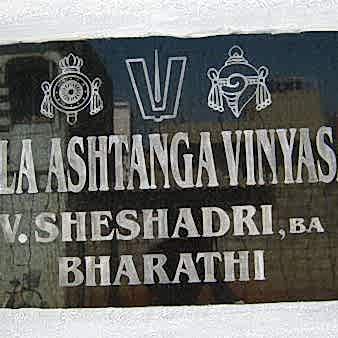 LA ASHTANGA VINYAS
V. SHESHADRI, BA
BHARATHI